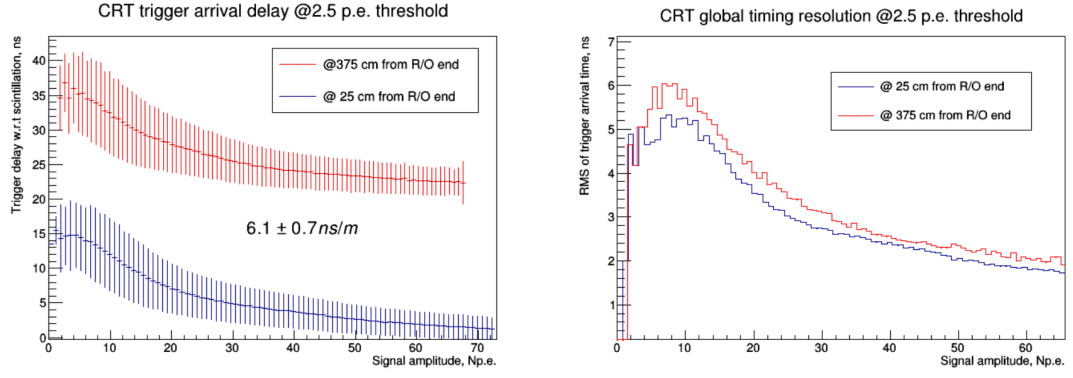 CRT trigger arrival delay @2.5 p.e. threshold
Trigger delay w.r.t scintillation, ns
40
35
30
25
20
15
10
5
0
@375 cm from R/O end
@ 25 cm from R/O end
6.1 ± 0.7ns/m
0 10 20 30 40 50 60 70
Signal amplitude, Np.e.
CRT global timing resolution @2.5 p.e. threshold
RMS of trigger arrival time, ns
7
6
5
4
3
2
1
@ 25 cm from R/O end
@ 375 cm from R/O end
0 10 20 30 40 50 60
Signal amplitude, Np.e.